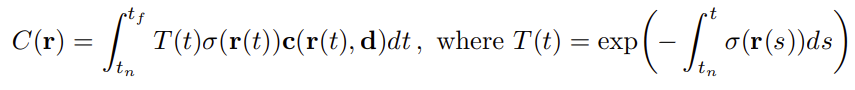 C(𝐫) = ∫_{t_n}^{t_f} T(t)σ(𝐫(t))𝐜(𝐫(t), 𝐝)dt , where T(t) = exp(− ∫_{t_n}^{t} σ(𝐫(s))ds)